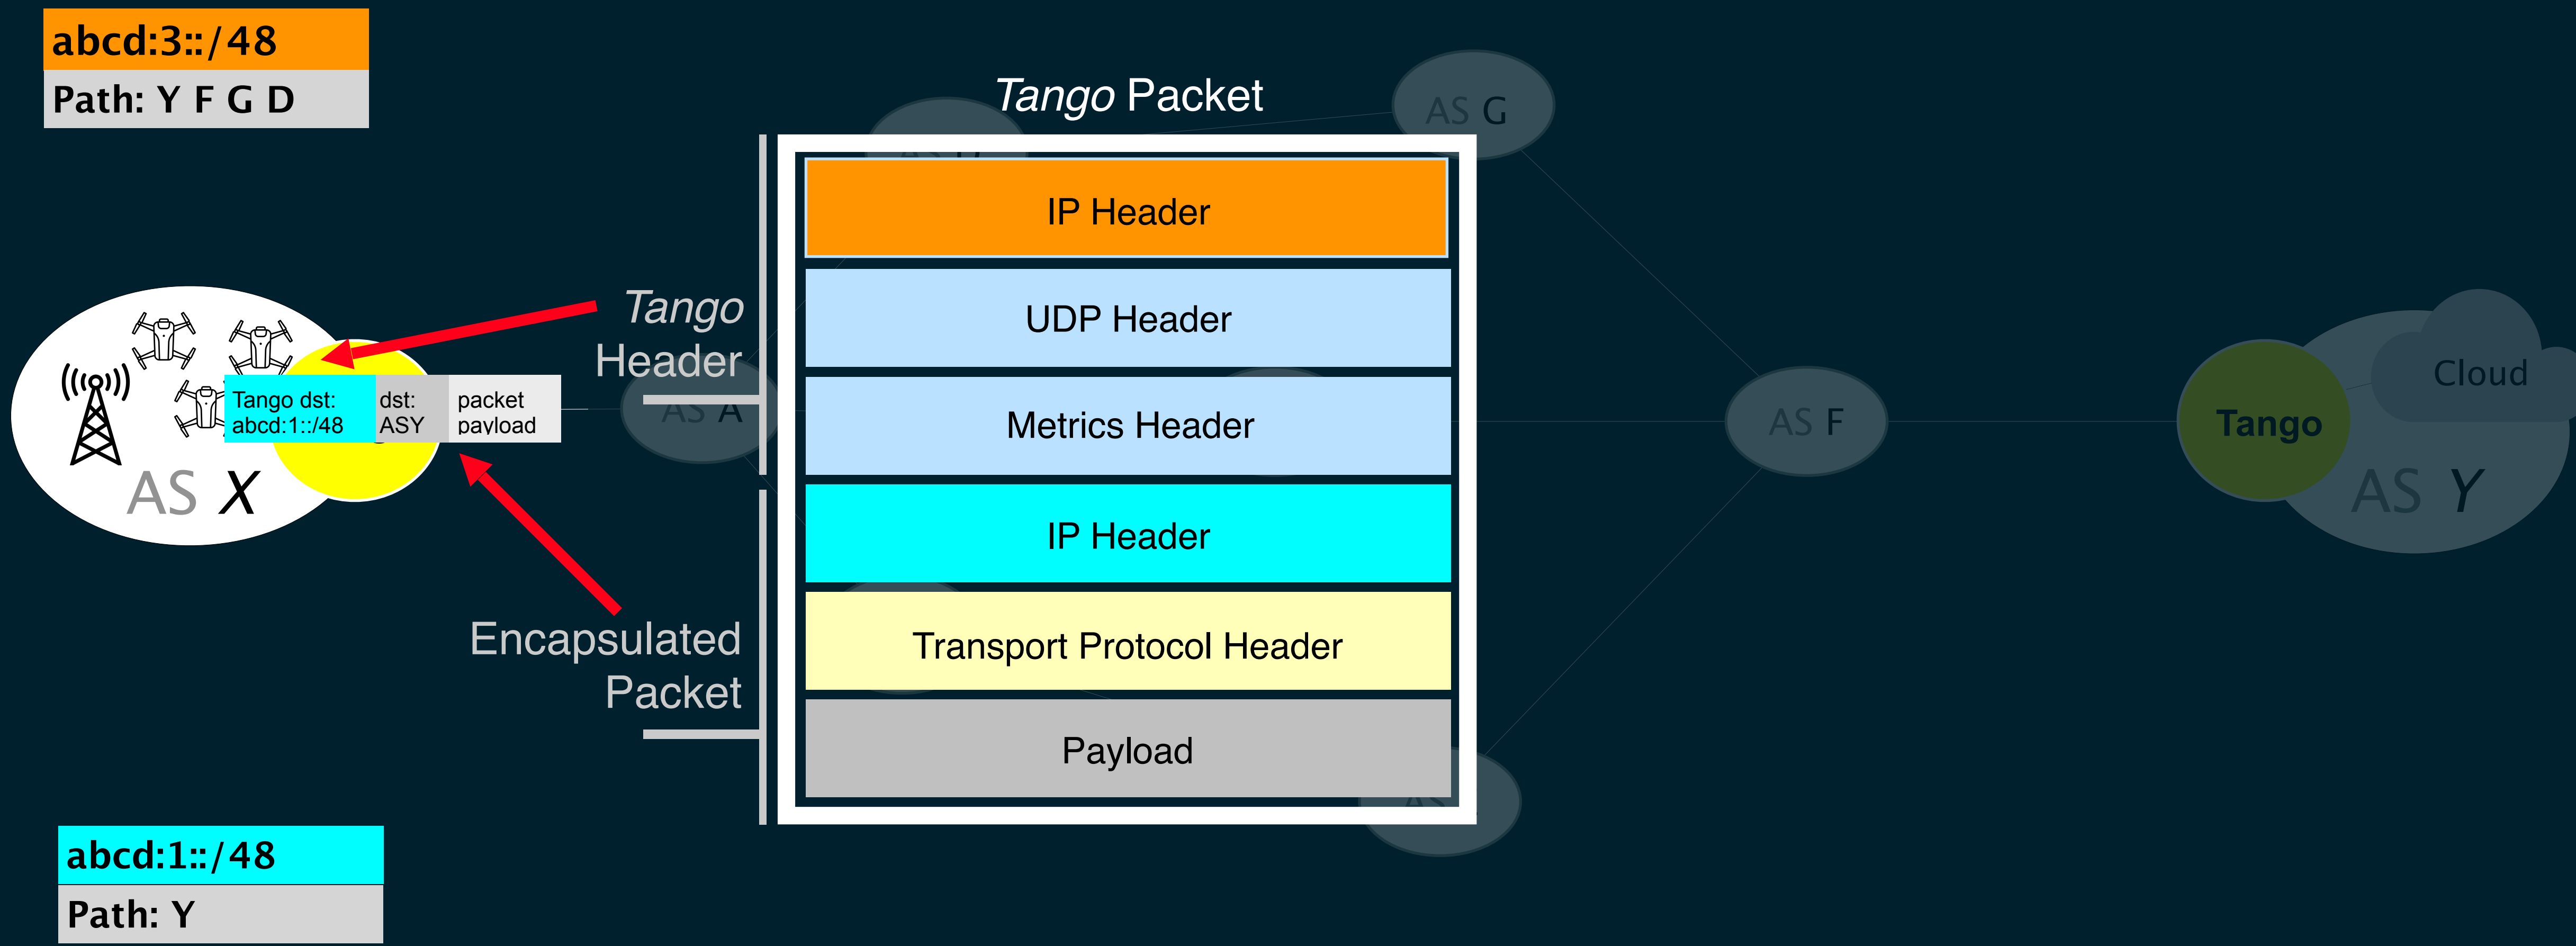 abcd:3::/48
Path: Y F G D
Tango Packet
AS G
IP Header
UDP Header
Tango
Header
Metrics Header
Tango dst:
abcd:1::/48
dst:
ASY
packet
payload
AS A
AS F
Tango
Cloud
AS X
AS Y
IP Header
Encapsulated
Packet
Transport Protocol Header
Payload
AS
abcd:1::/48
Path: Y